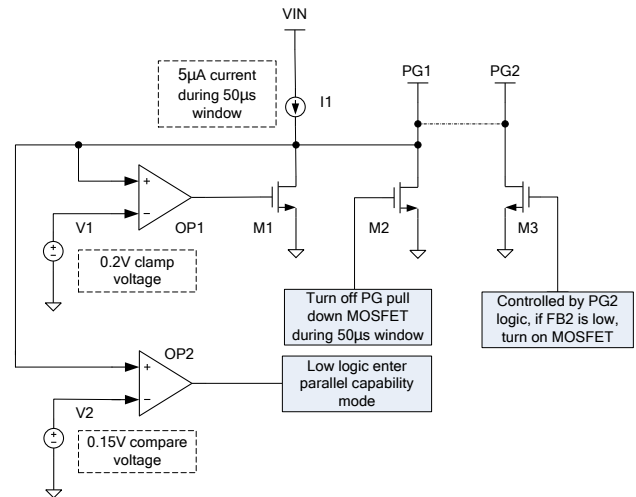 VIN
5µA current
during 50µs
window
I1
PG1
PG2
+
−
OP1
V1
+
−
0.2V clamp
voltage
M1
M2
M3
Turn off PG pull
down MOSFET
during 50µs window
Controlled by PG2
logic, if FB2 is low,
turn on MOSFET
OP2
+
−
V2
+
−
0.15V compare
voltage
Low logic enter
parallel capability
mode